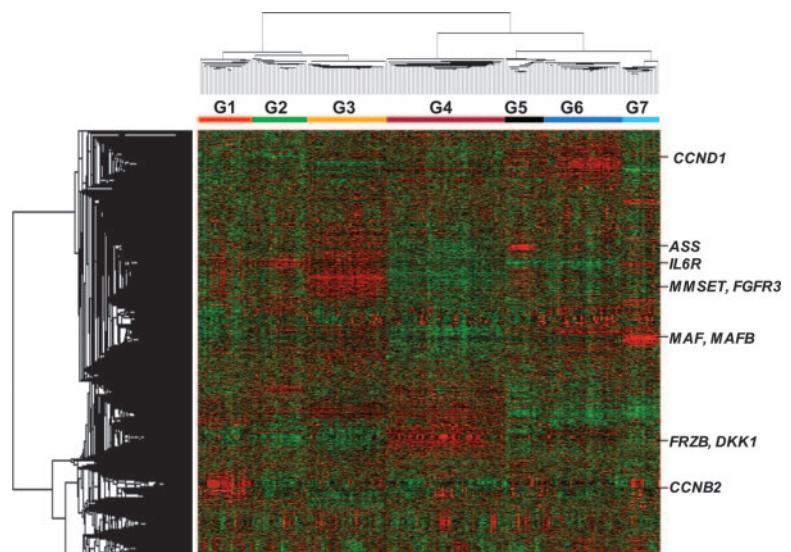 G1 G2 G3 G4 G5 G6 G7
CCND1
ASS
IL6R
MMSET, FGFR3
MAF, MAFB
FRZB, DKK1
CCNB2